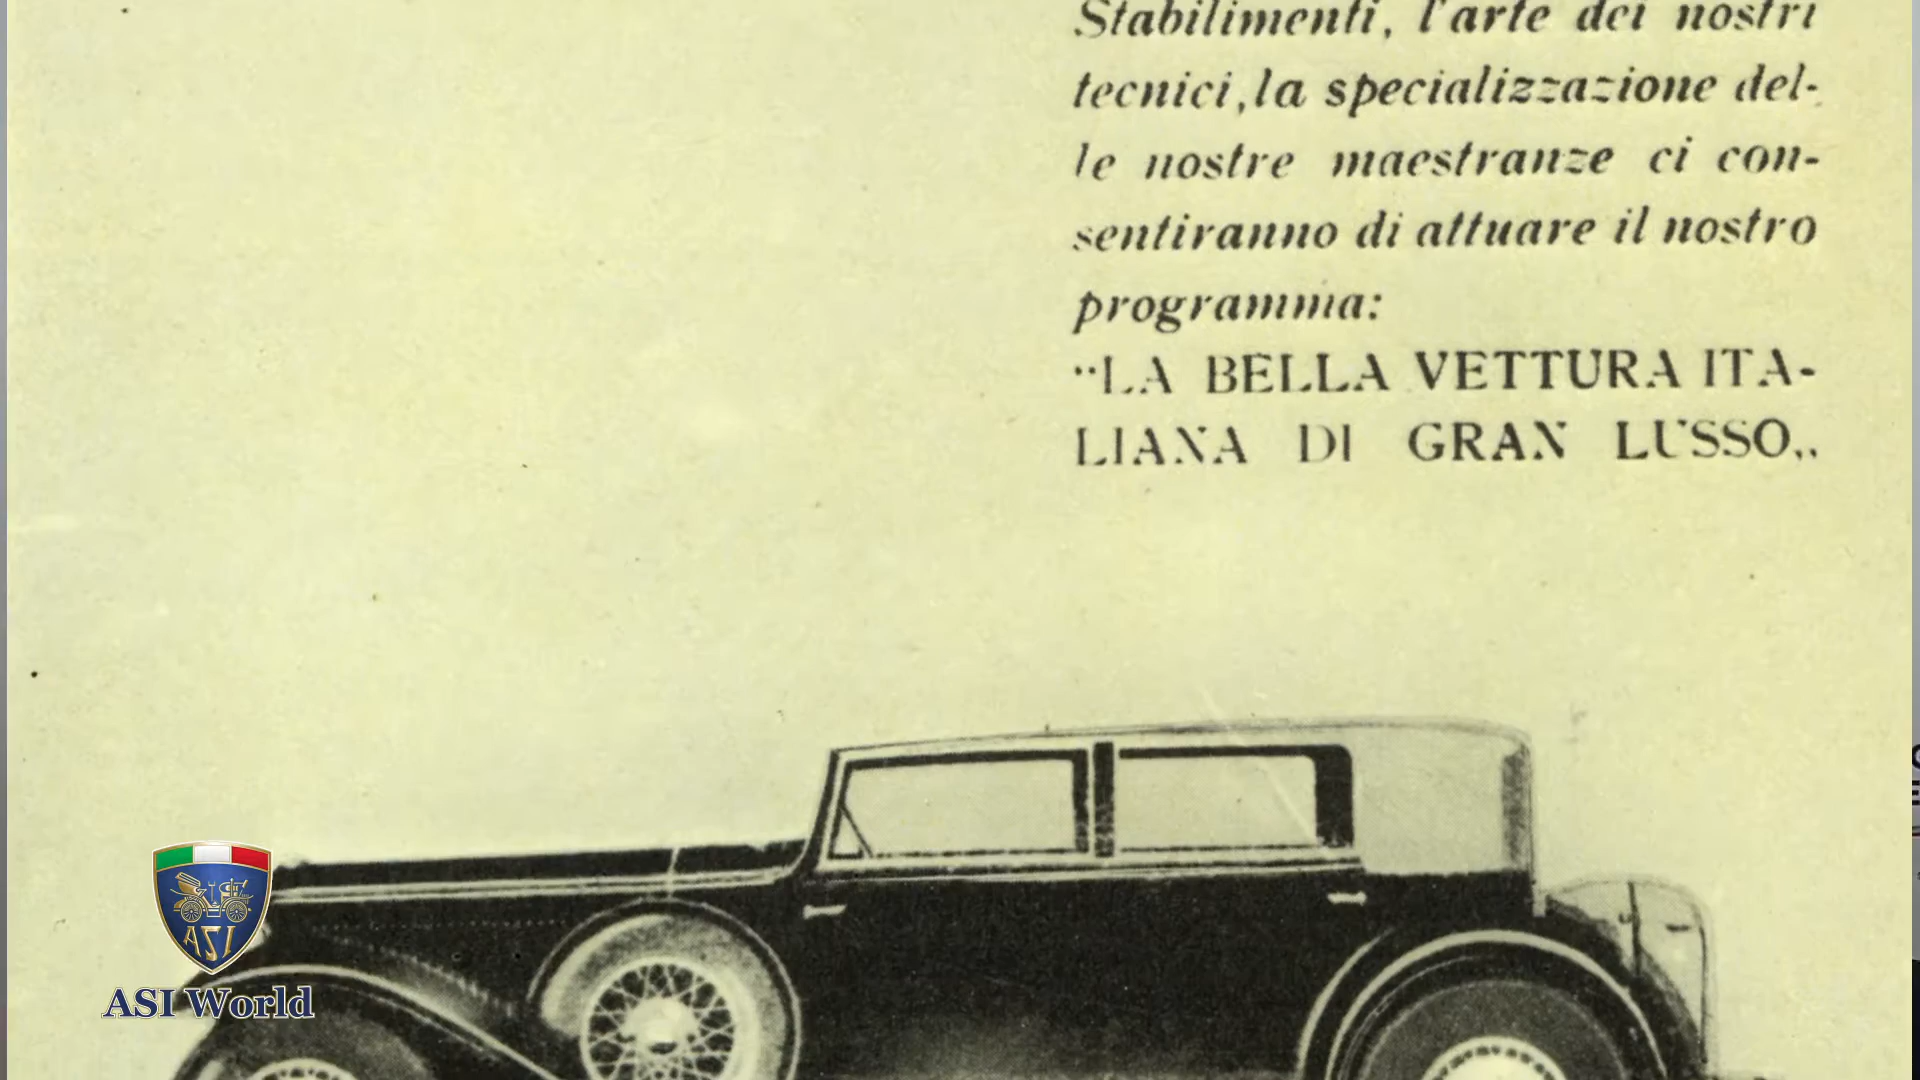 Stabilimenti, l'arte dei nostri
tecnici, la specializzazione del-
le nostre maestranze ci con-
sentiranno di attuare il nostro
programma:
“LA BELLA VETTURA ITA-
LIANA DI GRAN LUSSO„
ASI
ASI World